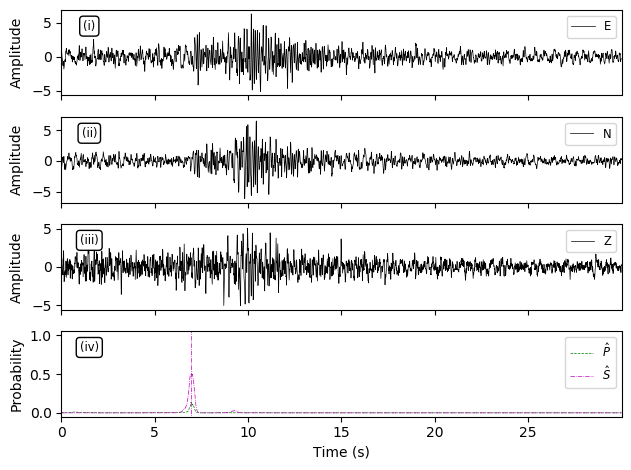 (i)
E
Amplitude
5
0
−5
(ii)
N
Amplitude
5
0
−5
(iii)
Z
Amplitude
5
0
−5
(iv)
P̂
Ŝ
Probability
1.0
0.5
0.0
0 5 10 15 20 25
Time (s)